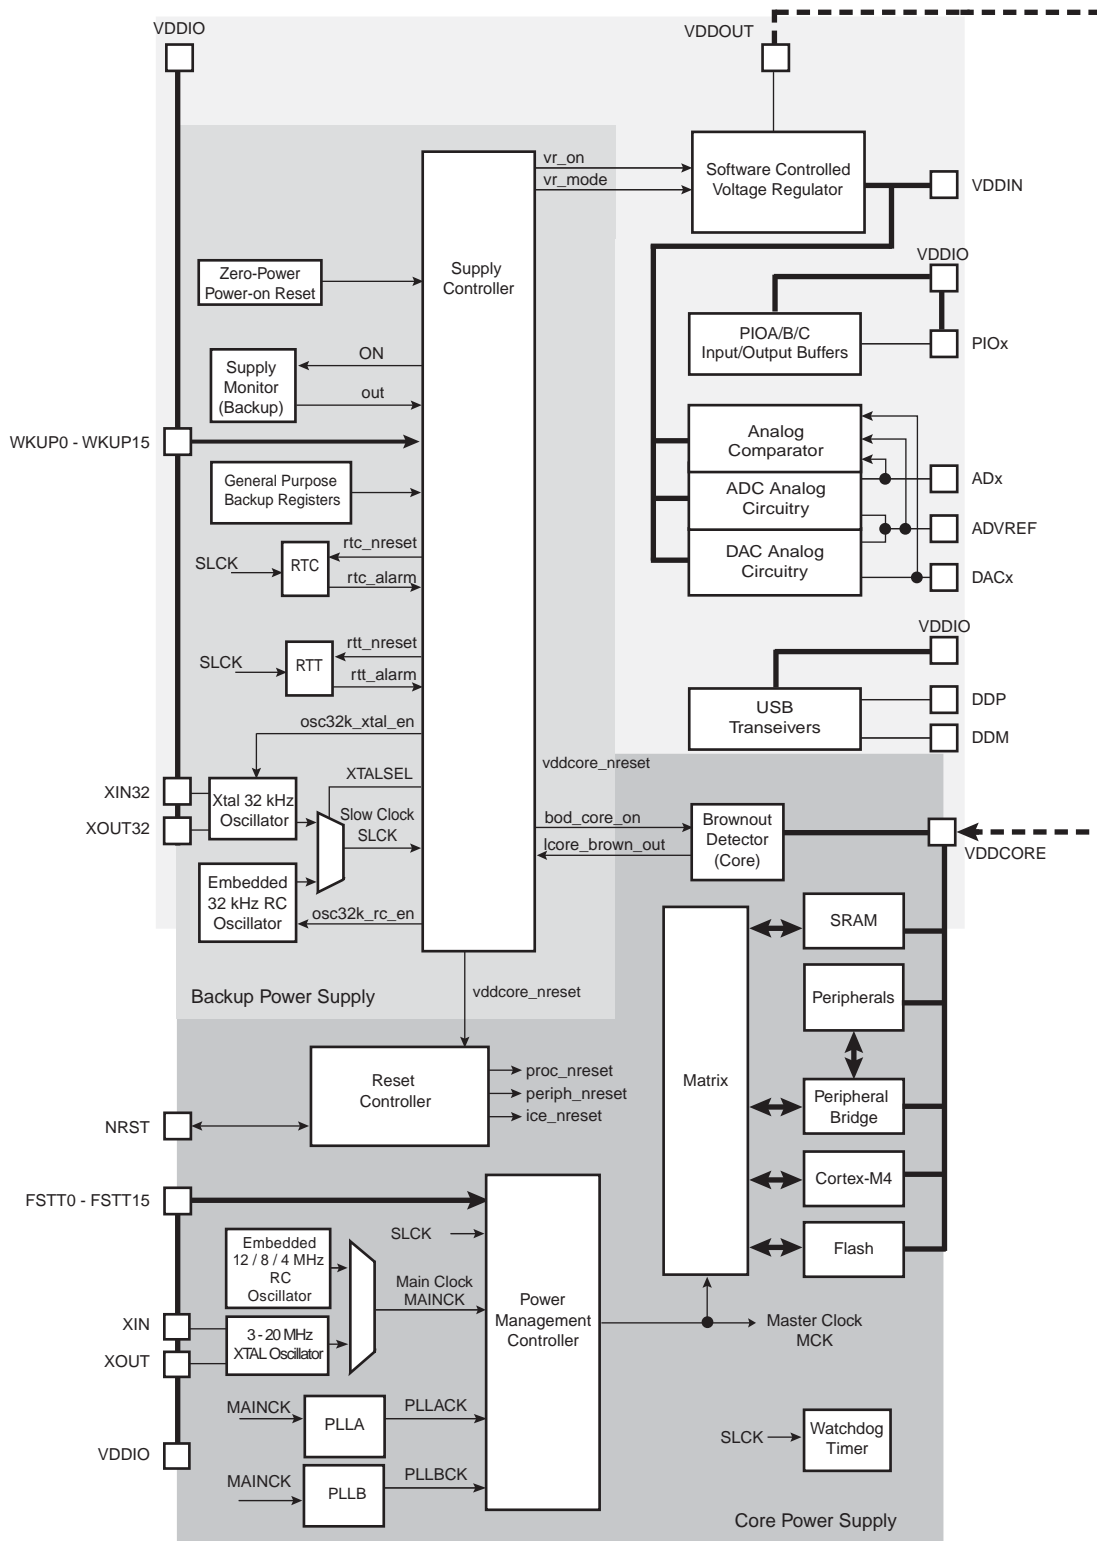 VDDIO
VDDOUT
vr_on
vr_mode
Software Controlled
Voltage Regulator
VDDIN
Zero-Power
Power-on Reset
Supply
Controller
VDDIO
PIOA/B/C
Input/Output Buffers
PIOx
ON
Supply
Monitor
(Backup)
out
WKUP0 - WKUP15
Analog
Comparator
General Purpose
Backup Registers
ADC Analog
Circuitry
ADx
ADVREF
rtc_nreset
SLCK
RTC
rtc_alarm
DAC Analog
Circuitry
DACx
VDDIO
rtt_nreset
SLCK
RTT
rtt_alarm
USB
Transeivers
DDP
DDM
osc32k_xtal_en
vddcore_nreset
XTALSEL
XIN32
XOUT32
Xtal 32 kHz
Oscillator
Slow Clock
SLCK
bod_core_on
lcore_brown_out
Brownout
Detector
(Core)
VDDCORE
Embedded
32 kHz RC
Oscillator
osc32k_rc_en
SRAM
Backup Power Supply
vddcore_nreset
Peripherals
Reset
Controller
proc_nreset
periph_nreset
ice_nreset
Matrix
Peripheral
Bridge
NRST
Cortex-M4
FSTT0 - FSTT15
SLCK
Embedded
12 / 8 / 4 MHz
RC
Oscillator
Flash
Main Clock
MAINCK
Power
Management
Controller
XIN
3 - 20 MHz
XTAL Oscillator
Master Clock
MCK
XOUT
MAINCK
PLLA
PLLACK
SLCK
Watchdog
Timer
VDDIO
MAINCK
PLLB
PLLBCK
Core Power Supply